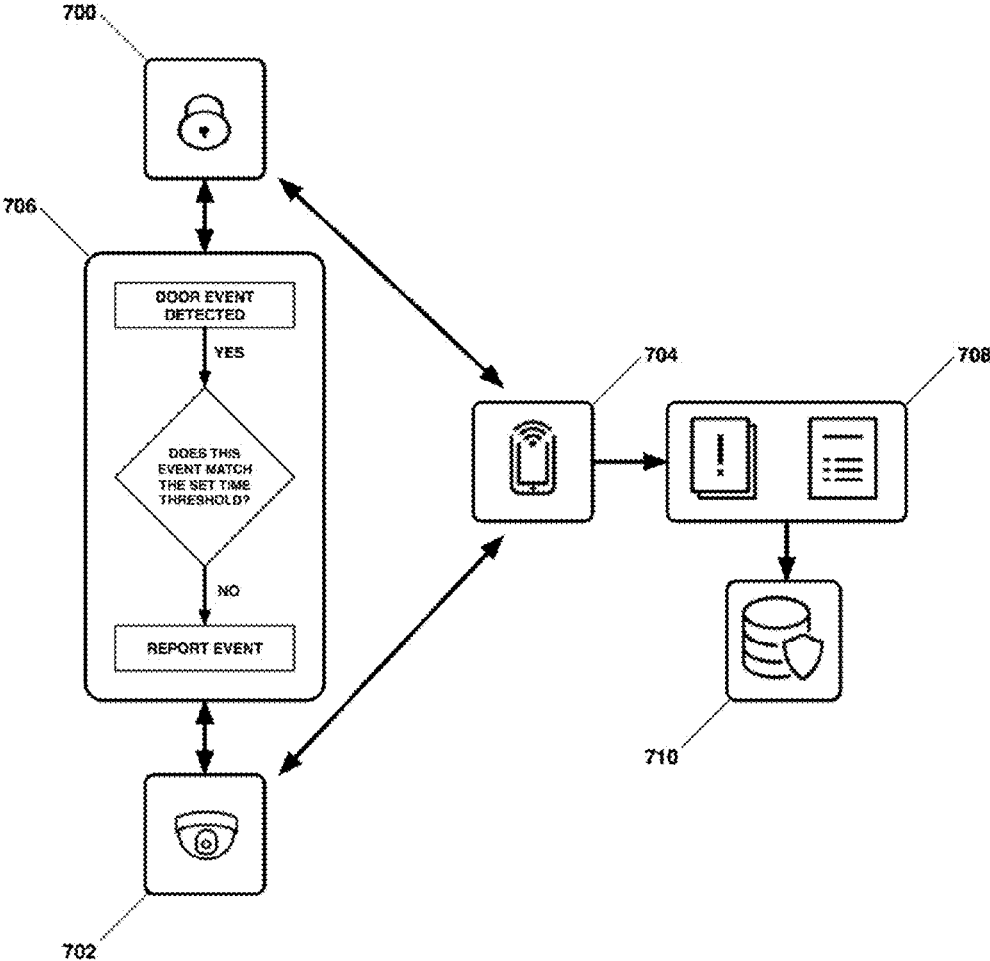 700
706
DOOR EVENT
DETECTED
YES
704
708
DOES THIS
EVENT MATCH
THE SET TIME
THRESHOLD?
NO
REPORT EVENT
710
702